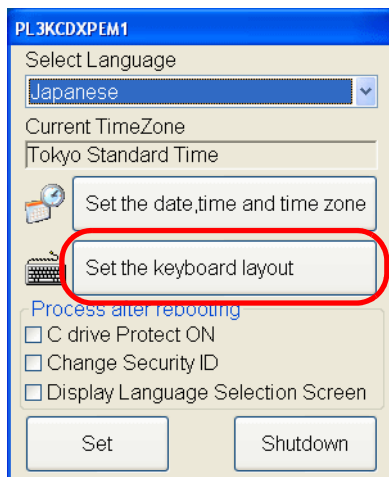 PL3KCDXPEM1
Select Language
Japanese
Current TimeZone
Tokyo Standard Time
Set the date,time and time zone
Set the keyboard layout
Process after rebooting
C drive Protect ON
Change Security ID
Display Language Selection Screen
Set
Shutdown